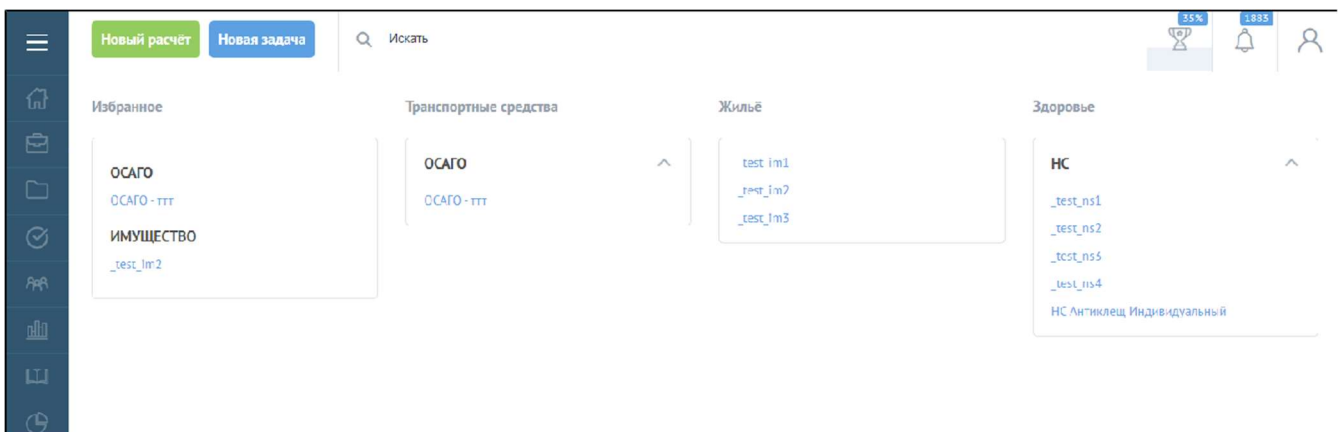 Новый расчёт
Новая задача
Искать
35%
1883
Избранное
ОСАГО
ОСАГО - ттт
ИМУЩЕСТВО
_test_im2
Транспортные средства
ОСАГО
ОСАГО - ттт
Жильё
_test_im1
_test_im2
_test_im3
Здоровье
НС
_test_ns1
_test_ns2
_test_ns3
_test_ns4
НС Антиклещ Индивидуальный